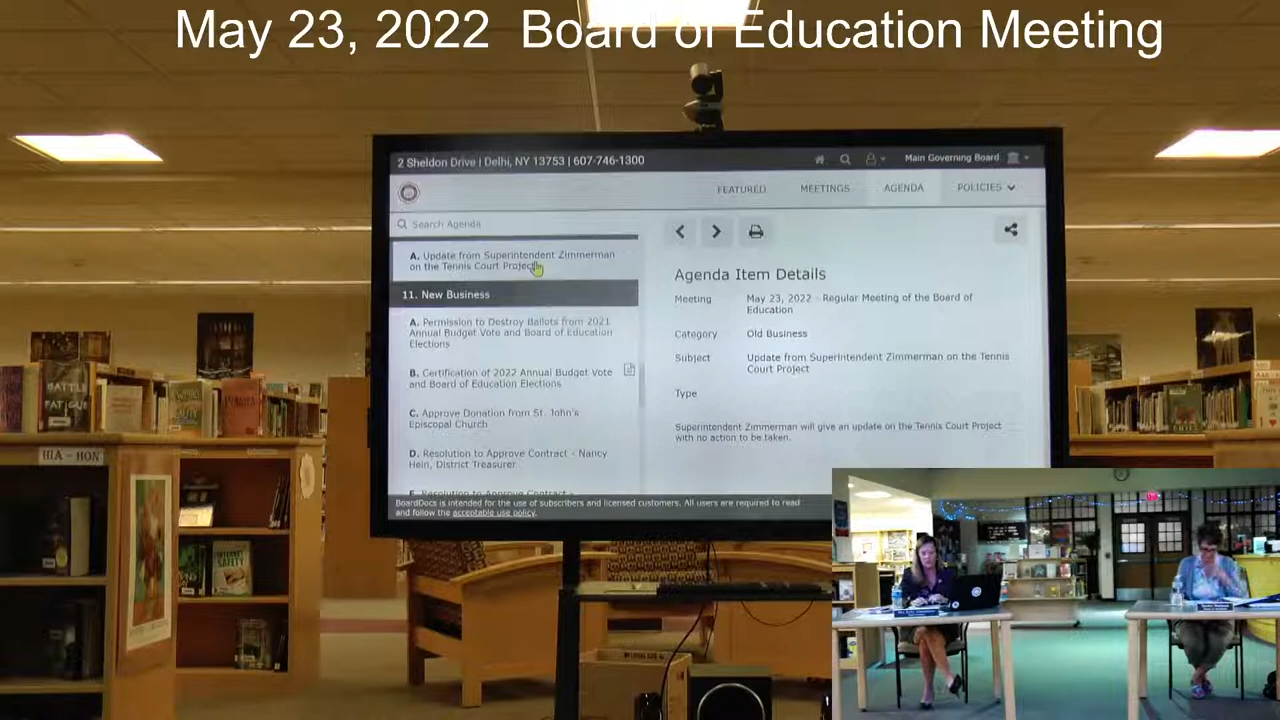 May 23, 2022 Board of Education Meeting
2 Sheldon Drive | Delhi, NY 13753 | 607-746-1300
Main Governing Board
FEATURED
MEETINGS
AGENDA
POLICIES
Search Agenda
A. Update from Superintendent Zimmerman
on the Tennis Court Project
11. New Business
A. Permission to Destroy Ballots from 2021
Annual Budget Vote and Board of Education
Elections
B. Certification of 2022 Annual Budget Vote
and Board of Education Elections
C. Approve Donation from St. John's
Episcopal Church
D. Resolution to Approve Contract - Nancy
Hein, District Treasurer
E. Resolution to Approve Contract -
Agenda Item Details
Meeting
May 23, 2022 - Regular Meeting of the Board of
Education
Category
Old Business
Subject
Update from Superintendent Zimmerman on the Tennis
Court Project
Type
Superintendent Zimmerman will give an update on the Tennis Court Project
with no action to be taken.
BoardDocs is intended for the use of subscribers and licensed customers. All users are required to read
and follow the acceptable use policy.
BATTLE
FATIGUE
HIA - HON
INTERNET
SAFETY